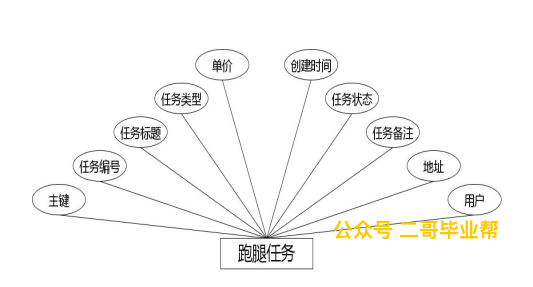 单价
创建时间
任务类型
任务状态
任务标题
任务备注
任务编号
地址
主键
用户
公众号 二哥毕业帮
跑腿任务